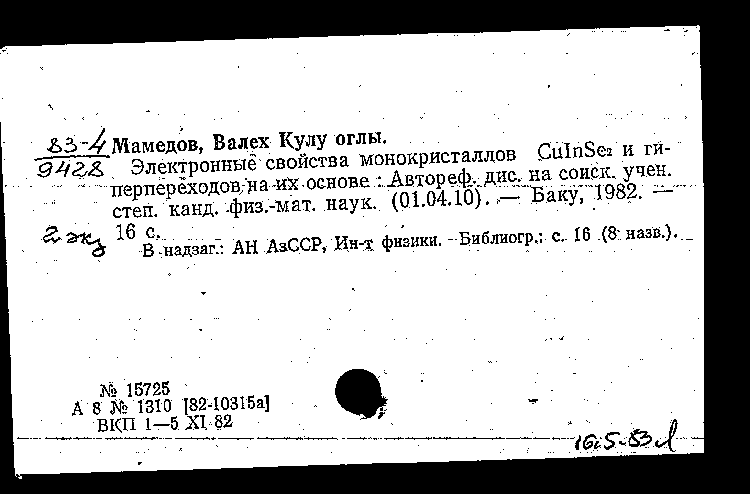 83-4 Мамедов, Валех Кулу оглы.
9428 Электронные свойства монокристаллов CuInSe₂ и ги-
перпереходов на их основе : Автореф. дис. на соиск. учен.
степ. канд. физ.-мат. наук. (01.04.10). — Баку, 1982. —
2 экз 16 с.
В надзаг.: АН АзССР, Ин-т физики. Библиогр.: с. 16 (8 назв.).
№ 15725
А 8 № 1310 [82-10315а]
ВКП 1—5 XI 82
16.5.83